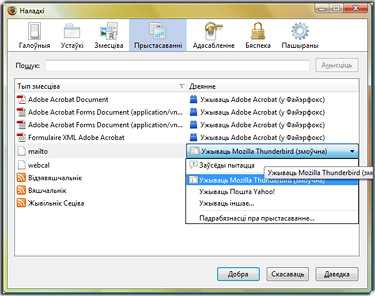 Наладкі
Галоўныя Устаўкі Змесціва Прыстасаванні Адасабленне Бяспека Пашыраны
Пошук: Ачысціць
Тып змесціва Дзеянне
Adobe Acrobat Document Ужываць Adobe Acrobat (у Файэрфокс)
Adobe Acrobat Forms Document (application/vn... Ужываць Adobe Acrobat (у Файэрфокс)
Adobe Acrobat Forms Document (application/vn... Ужываць Adobe Acrobat (у Файэрфокс)
Formulaire XML Adobe Acrobat Ужываць Adobe Acrobat (у Файэрфокс)
mailto Ужываць Mozilla Thunderbird (змоўчна)
webcal Заўсёды пытацца
Ужываць Mozilla Thunderbird (змо
Відэавяшчальнік Ужываць Mozilla Thunderbird (змоўчна)
Вяшчальнік Ужываць Пошта Yahoo!
Жывільнік Сеціва Ужываць іншае...
Падрабязнасці пра прыстасаванне...
Добра Скасаваць Даведка